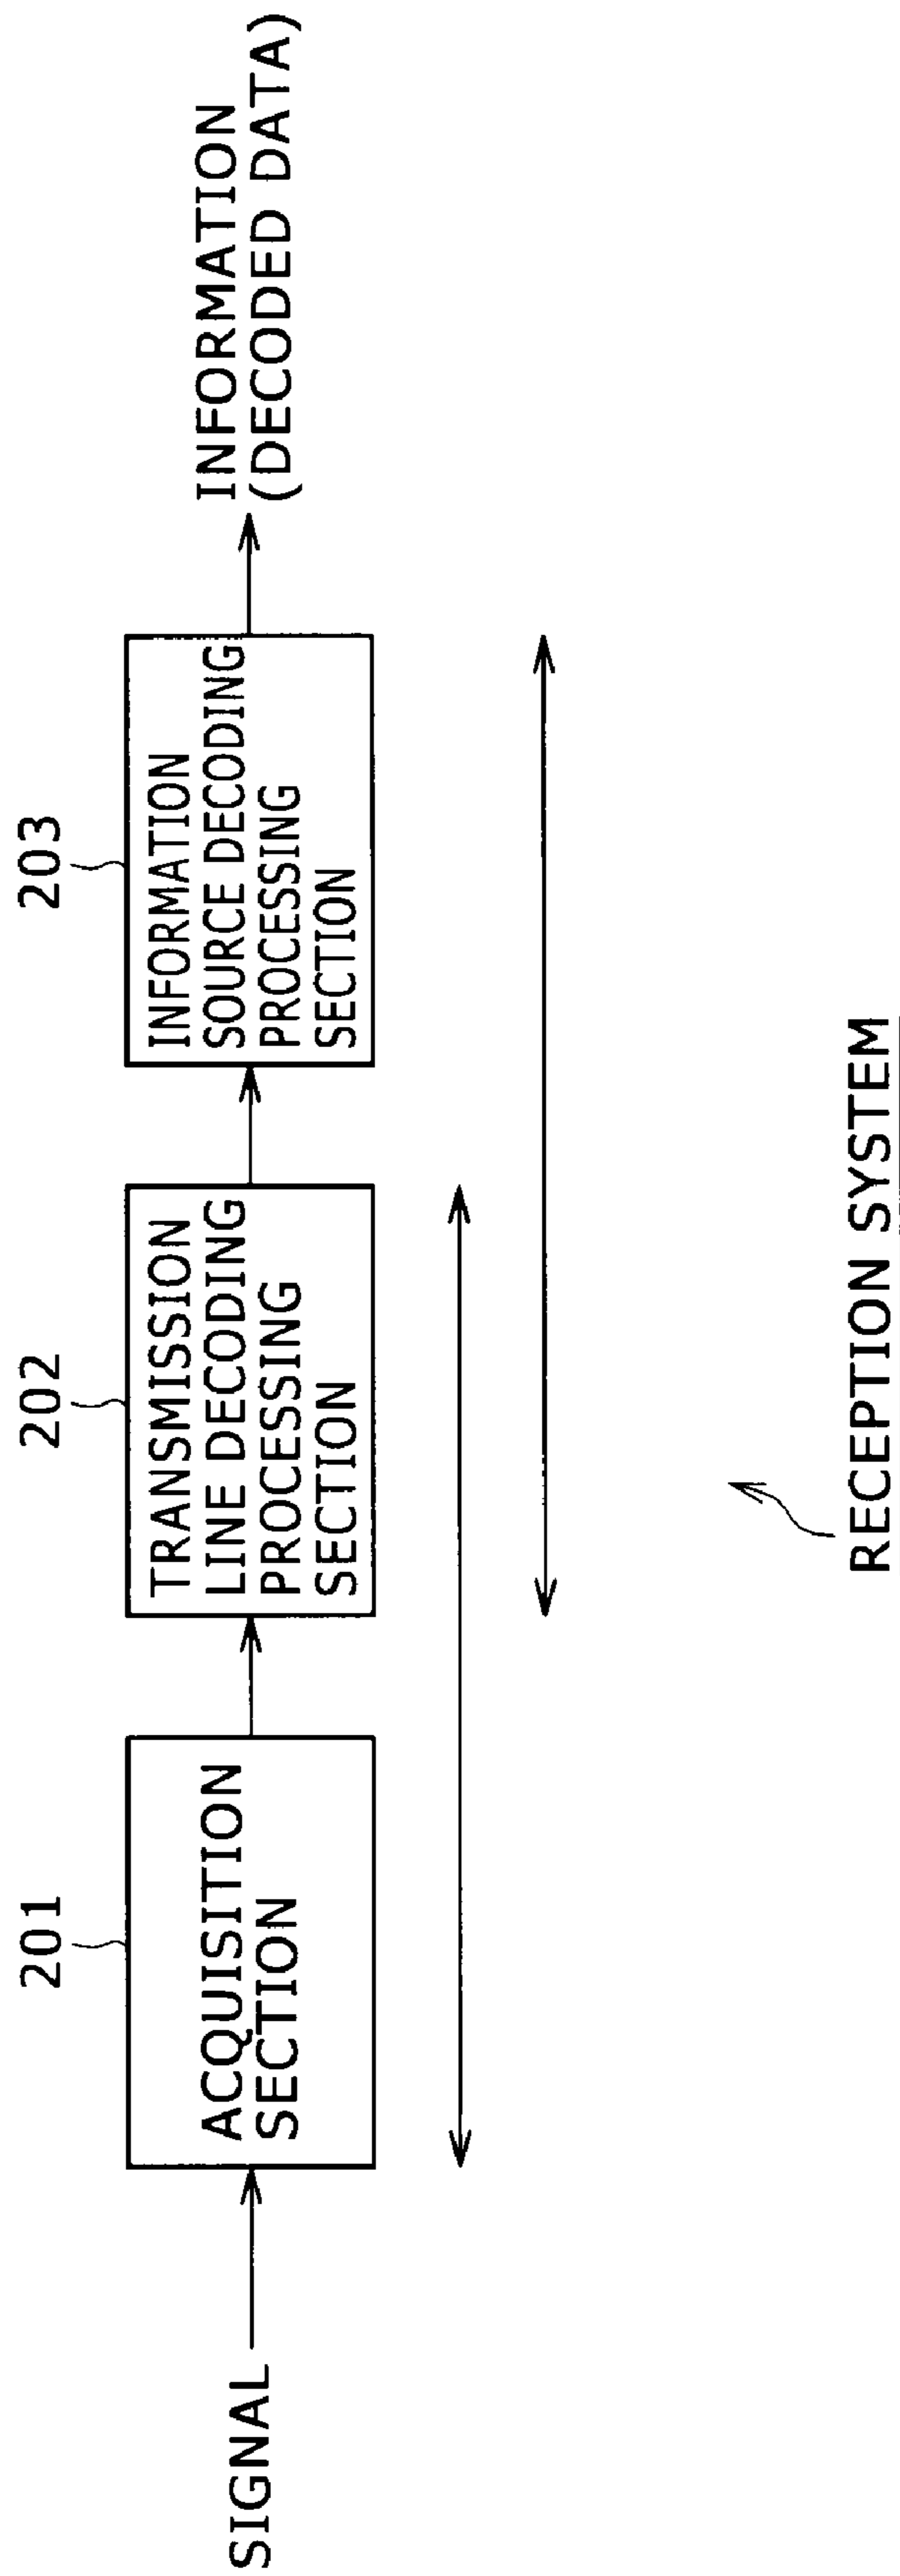 201
202
203
SIGNAL
ACQUISITION
SECTION
TRANSMISSION
LINE DECODING
PROCESSING
SECTION
INFORMATION
SOURCE DECODING
PROCESSING
SECTION
INFORMATION
(DECODED DATA)
RECEPTION SYSTEM